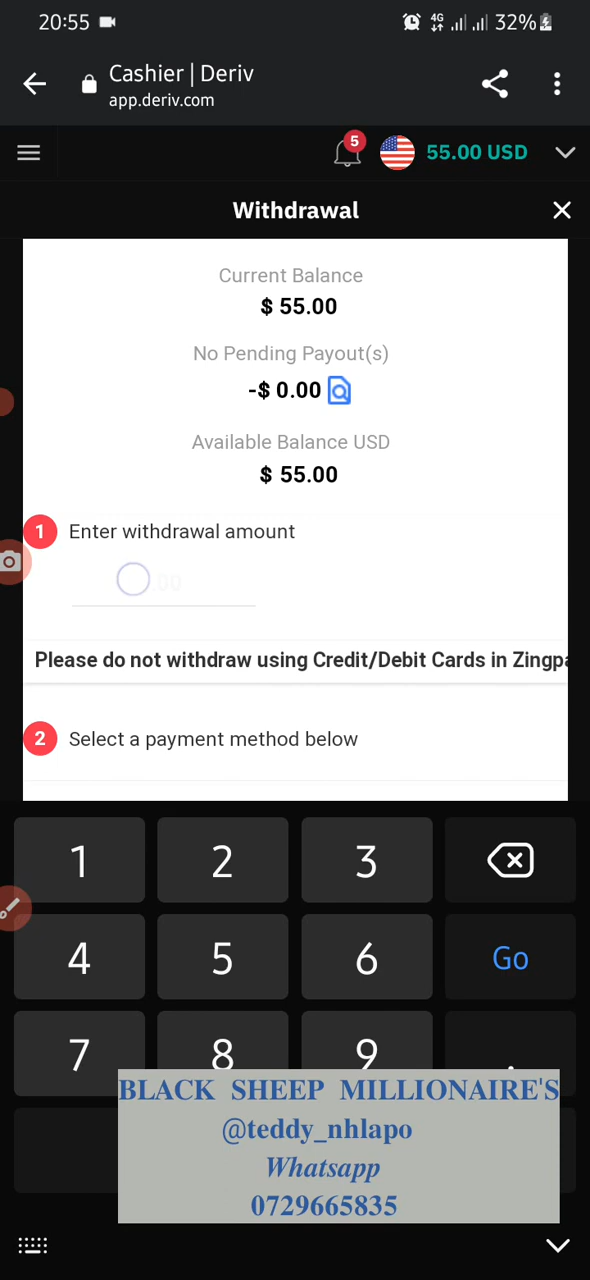 20:55 4G 32%
Cashier | Deriv
app.deriv.com
5 55.00 USD
Withdrawal
Current Balance
$ 55.00
No Pending Payout(s)
-$ 0.00
Available Balance USD
$ 55.00
1 Enter withdrawal amount
.00
Please do not withdraw using Credit/Debit Cards in
2 Select a payment method below
1 2 3
4 5 6 Go
7 8 9 .
BLACK SHEEP MILLIONAIRE'S
@teddy_nhlapo
Whatsapp
0729665835